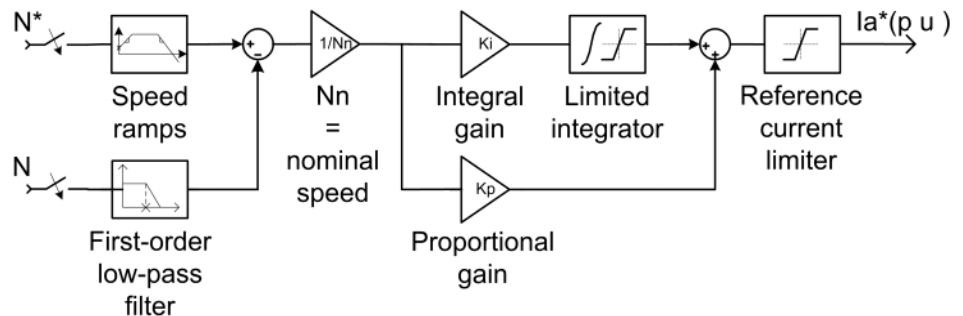 N*
Ia*(p u )
1/Nn
Ki
Speed
ramps
Nn
=
nominal
speed
Integral
gain
Limited
integrator
Reference
current
limiter
N
Kp
First-order
low-pass
filter
Proportional
gain